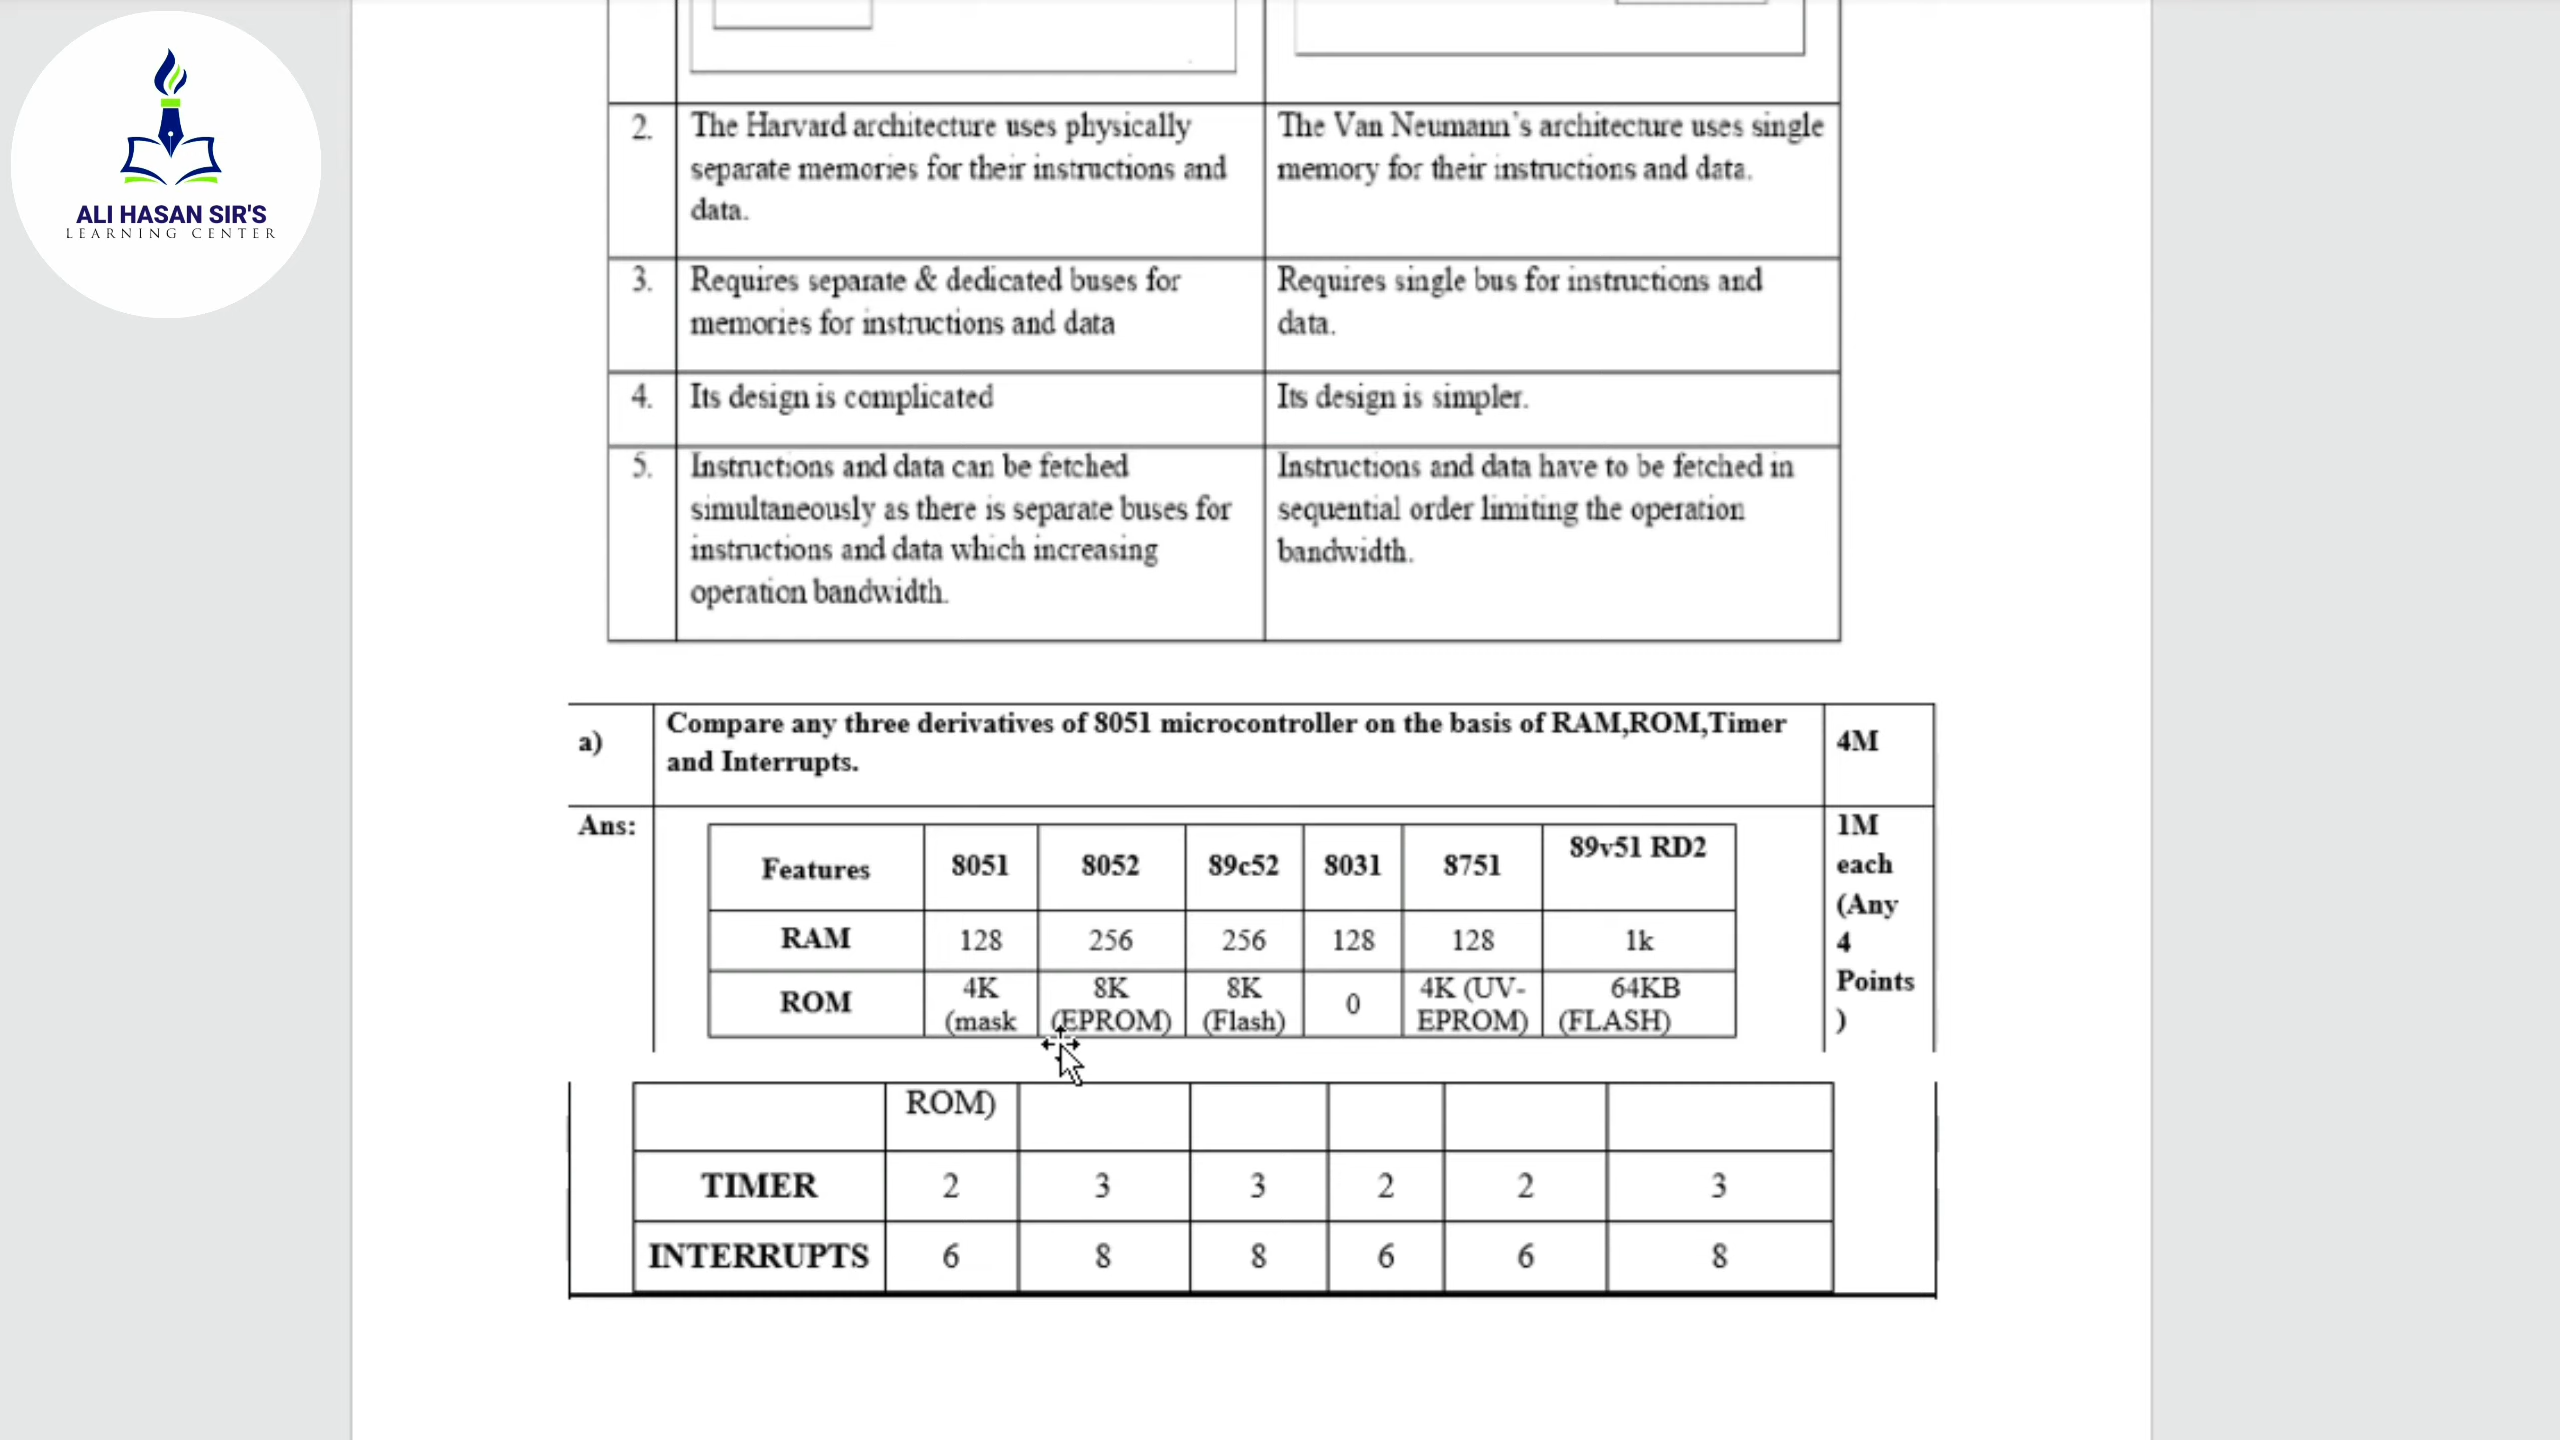 ALI HASAN SIR'S
LEARNING CENTER
2. The Harvard architecture uses physically The Van Neumann's architecture uses single
separate memories for their instructions and memory for their instructions and data.
data.
3. Requires separate & dedicated buses for Requires single bus for instructions and
memories for instructions and data data.
4. Its design is complicated Its design is simpler.
5. Instructions and data can be fetched Instructions and data have to be fetched in
simultaneously as there is separate buses for sequential order limiting the operation
instructions and data which increasing bandwidth.
operation bandwidth.
a) Compare any three derivatives of 8051 microcontroller on the basis of RAM,ROM,Timer 4M
and Interrupts.
Ans: 1M
each
(Any
4
Points
)
Features 8051 8052 89c52 8031 8751 89v51 RD2
RAM 128 256 256 128 128 1k
ROM 4K 8K 8K 0 4K (UV- 64KB
(mask (EPROM) (Flash) EPROM) (FLASH)
ROM)
TIMER 2 3 3 2 2 3
INTERRUPTS 6 8 8 6 6 8